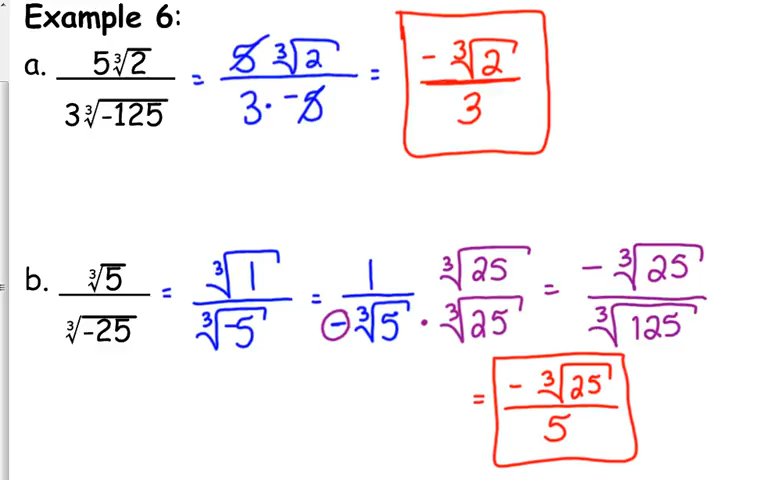 Example 6:
a. 5∛2 / 3∛-125 = 5∛2 / 3·-5 = -∛2 / 3
b. ∛5 / ∛-25 = ∛1 / ∛-5 = 1 / -∛5 · ∛25 / ∛25 = -∛25 / ∛125
= -∛25 / 5